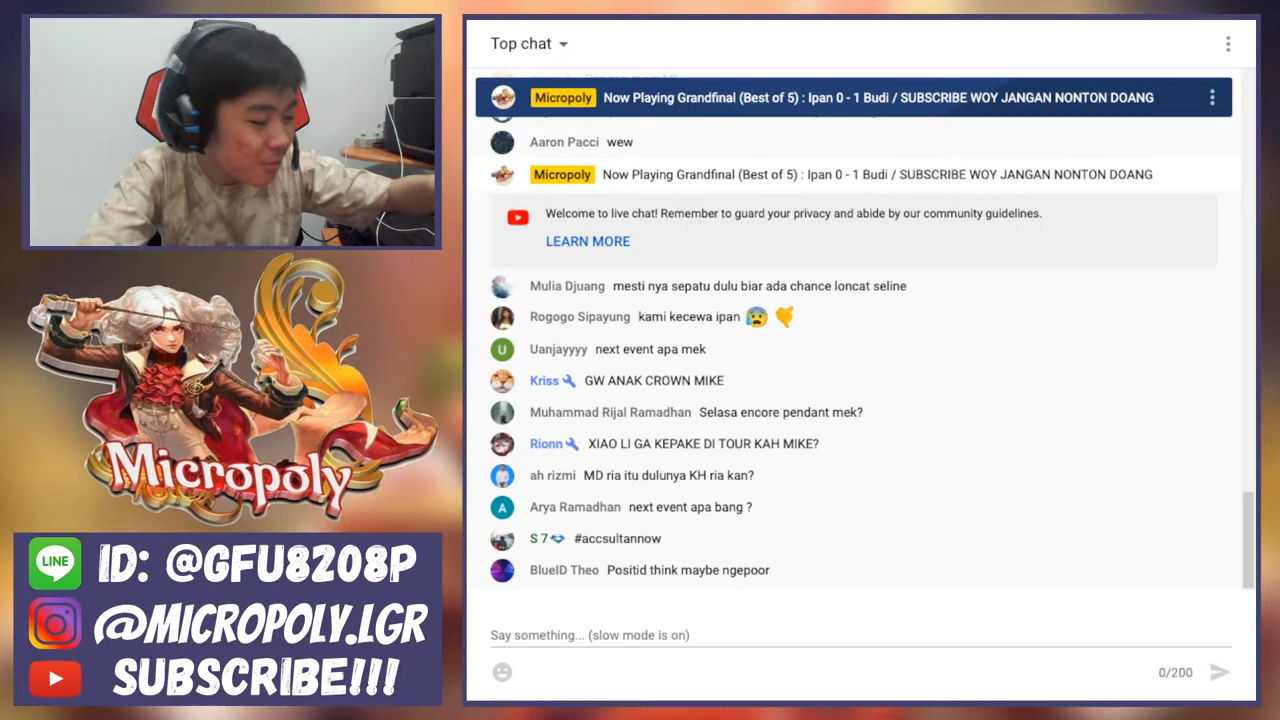 Micropoly
LINE
ID: @GFU8208P
@MICROPOLY.LGR
SUBSCRIBE!!!
Top chat
Micropoly Now Playing Grandfinal (Best of 5) : Ipan 0 - 1 Budi / SUBSCRIBE WOY JANGAN NONTON DOANG
Aaron Pacci wew
Micropoly Now Playing Grandfinal (Best of 5) : Ipan 0 - 1 Budi / SUBSCRIBE WOY JANGAN NONTON DOANG
Welcome to live chat! Remember to guard your privacy and abide by our community guidelines.
LEARN MORE
Mulia Djuang mesti nya sepatu dulu biar ada chance loncat seline
Rogogo Sipayung kami kecewa ipan 😰 🤙
U Uanjayyyy next event apa mek
Kriss GW ANAK CROWN MIKE
Muhammad Rijal Ramadhan Selasa encore pendant mek?
Rionn XIAO LI GA KEPAKE DI TOUR KAH MIKE?
ah rizmi MD ria itu dulunya KH ria kan?
A Arya Ramadhan next event apa bang ?
S 7 #accsultannow
BlueID Theo Positid think maybe ngepoor
Say something... (slow mode is on)
0/200